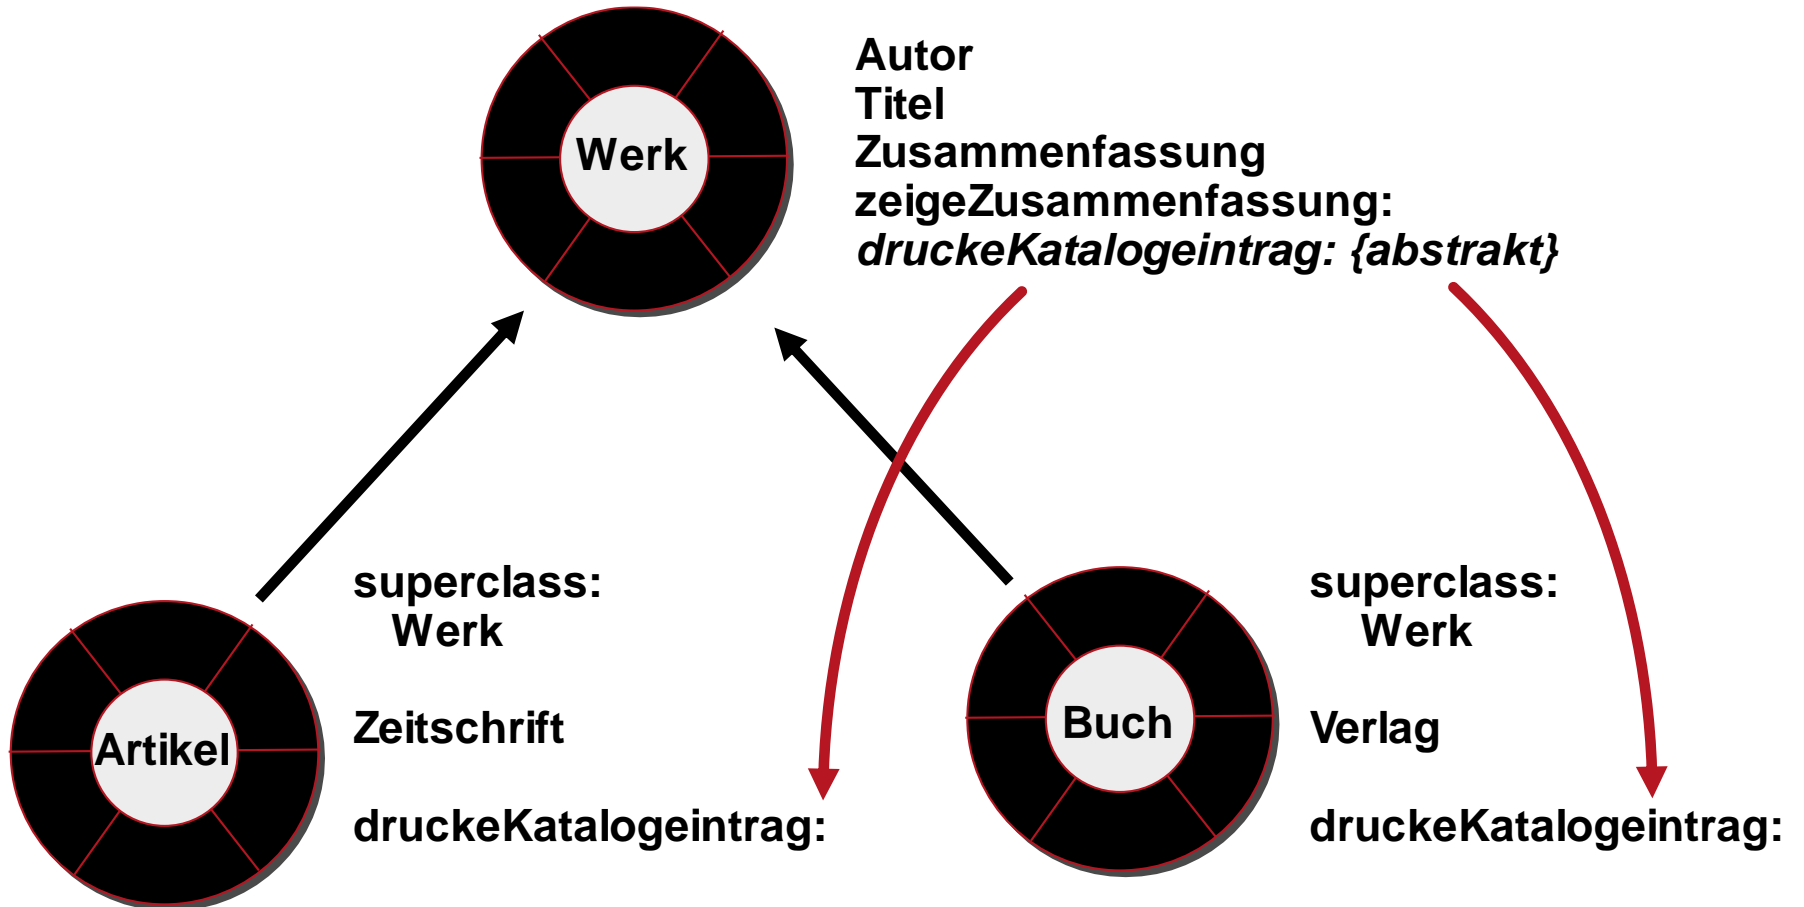 Werk
Autor
Titel
Zusammenfassung
zeigeZusammenfassung:
druckeKatalogeintrag: {abstrakt}
Artikel
superclass:
Werk
Zeitschrift
druckeKatalogeintrag:
Buch
superclass:
Werk
Verlag
druckeKatalogeintrag: